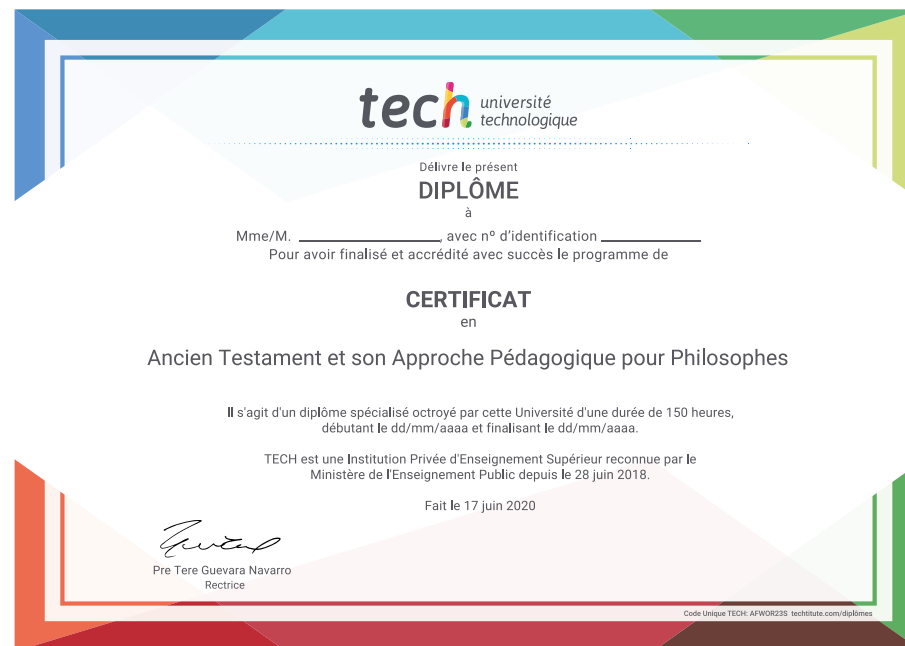 tech université
technologique
Délivre le présent
DIPLÔME
à
Mme/M. ____________________, avec nº d'identification ______________
Pour avoir finalisé et accrédité avec succès le programme de
CERTIFICAT
en
Ancien Testament et son Approche Pédagogique pour Philosophes
Il s'agit d'un diplôme spécialisé octroyé par cette Université d'une durée de 150 heures,
débutant le dd/mm/aaaa et finalisant le dd/mm/aaaa.
TECH est une Institution Privée d'Enseignement Supérieur reconnue par le
Ministère de l'Enseignement Public depuis le 28 juin 2018.
Fait le 17 juin 2020
Pre Tere Guevara Navarro
Rectrice
Code Unique TECH: AFWOR23S techtitute.com/diplômes